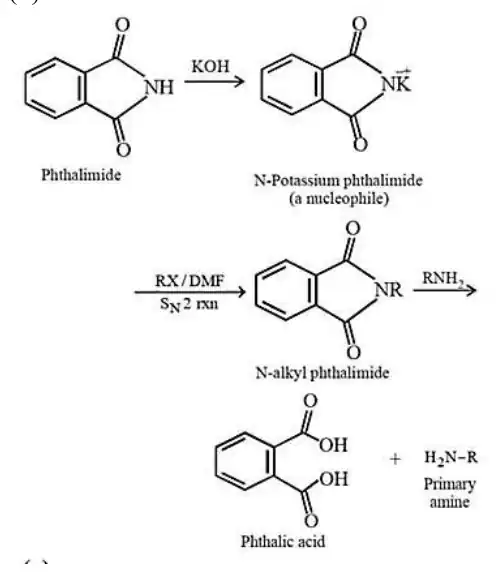 O
NH
O
KOH
O
NK
– +
O
Phthalimide
N-Potassium phthalimide
(a nucleophile)
RX/DMF
SN2 rxn
O
NR
O
RNH2
N-alkyl phthalimide
O
OH
OH
O
+ H2N–R
Primary
amine
Phthalic acid